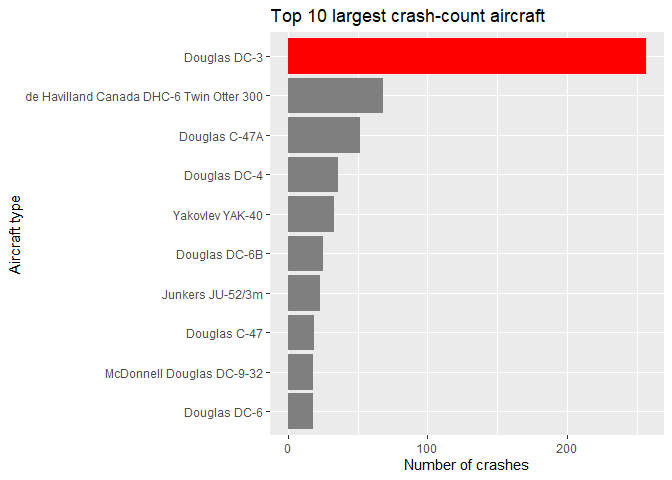 Top 10 largest crash-count aircraft
Aircraft type
Douglas DC-3
de Havilland Canada DHC-6 Twin Otter 300
Douglas C-47A
Douglas DC-4
Yakovlev YAK-40
Douglas DC-6B
Junkers JU-52/3m
Douglas C-47
McDonnell Douglas DC-9-32
Douglas DC-6
0 100 200
Number of crashes